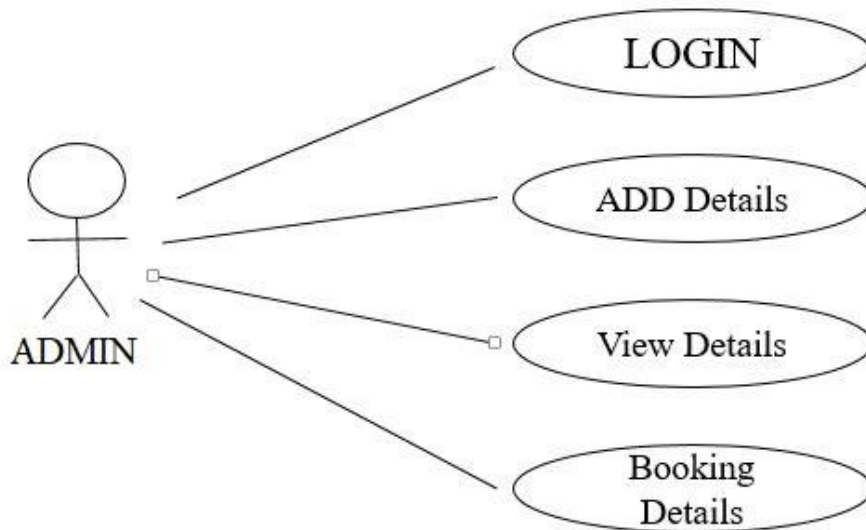 LOGIN
ADD Details
View Details
ADMIN
Booking
Details